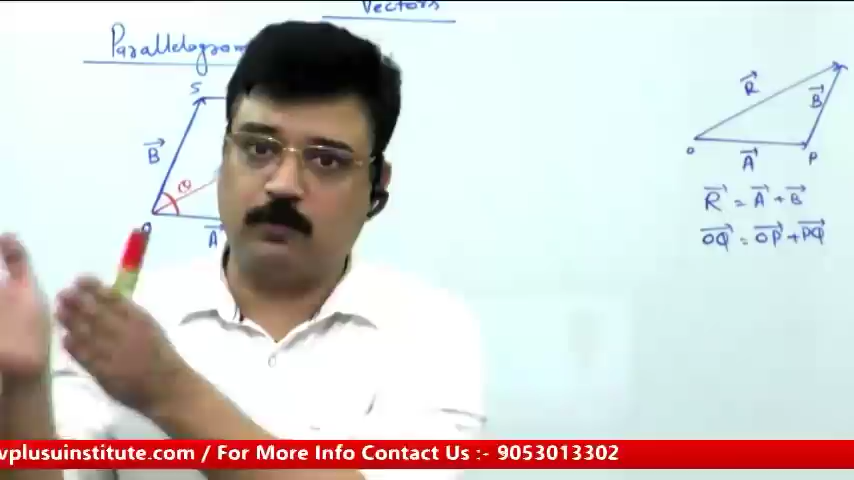 Vectors
Parallelogram
S
B
θ
O
A
R
B
O
A
P
R = A + B
OQ = OP + PQ
vplusuinstitute.com / For More Info Contact Us :- 9053013302